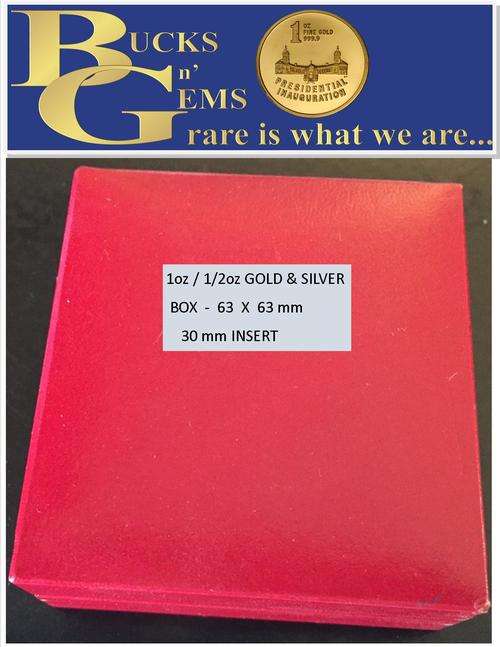 BUCKS
n'
GEMS
1 OZ
FINE GOLD
999.9
PRESIDENTIAL
INAUGURATION
rare is what we are...
1oz / 1/2oz GOLD & SILVER
BOX - 63 X 63 mm
30 mm INSERT